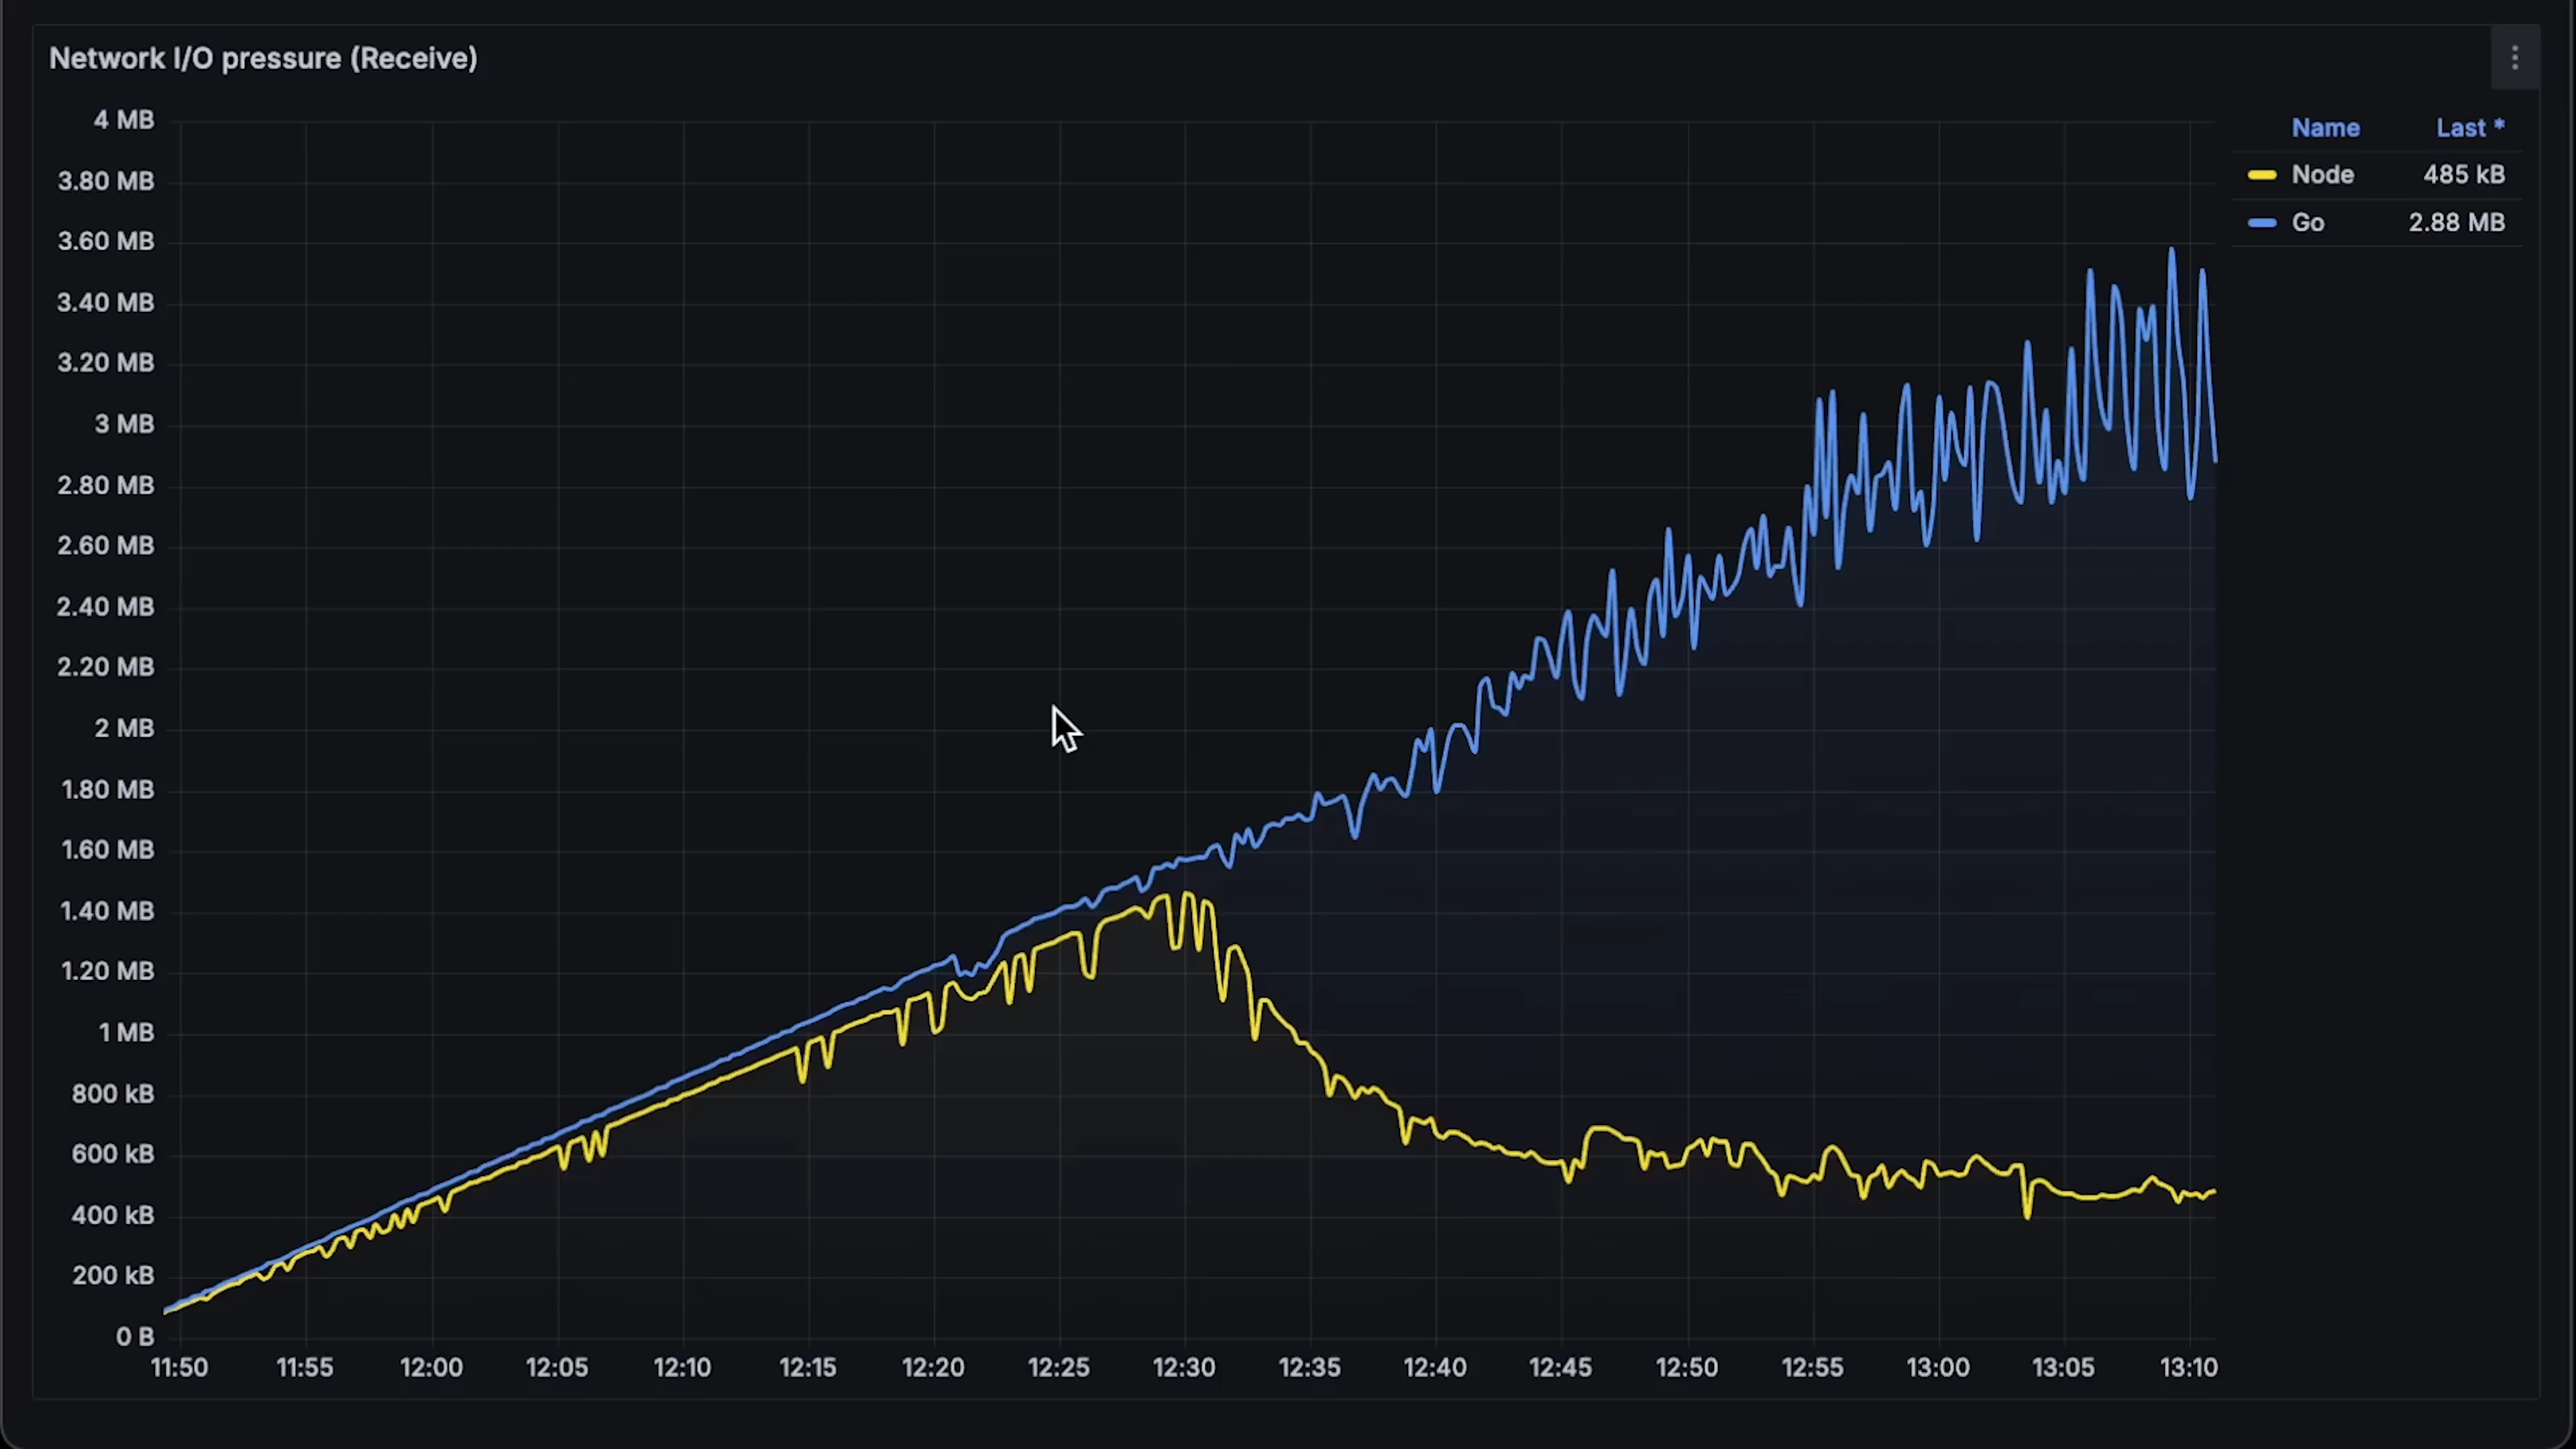 Network I/O pressure (Receive)
4 MB
3.80 MB
3.60 MB
3.40 MB
3.20 MB
3 MB
2.80 MB
2.60 MB
2.40 MB
2.20 MB
2 MB
1.80 MB
1.60 MB
1.40 MB
1.20 MB
1 MB
800 kB
600 kB
400 kB
200 kB
0 B
11:50 11:55 12:00 12:05 12:10 12:15 12:20 12:25 12:30 12:35 12:40 12:45 12:50 12:55 13:00 13:05 13:10
Name Last *
Node 485 kB
Go 2.88 MB